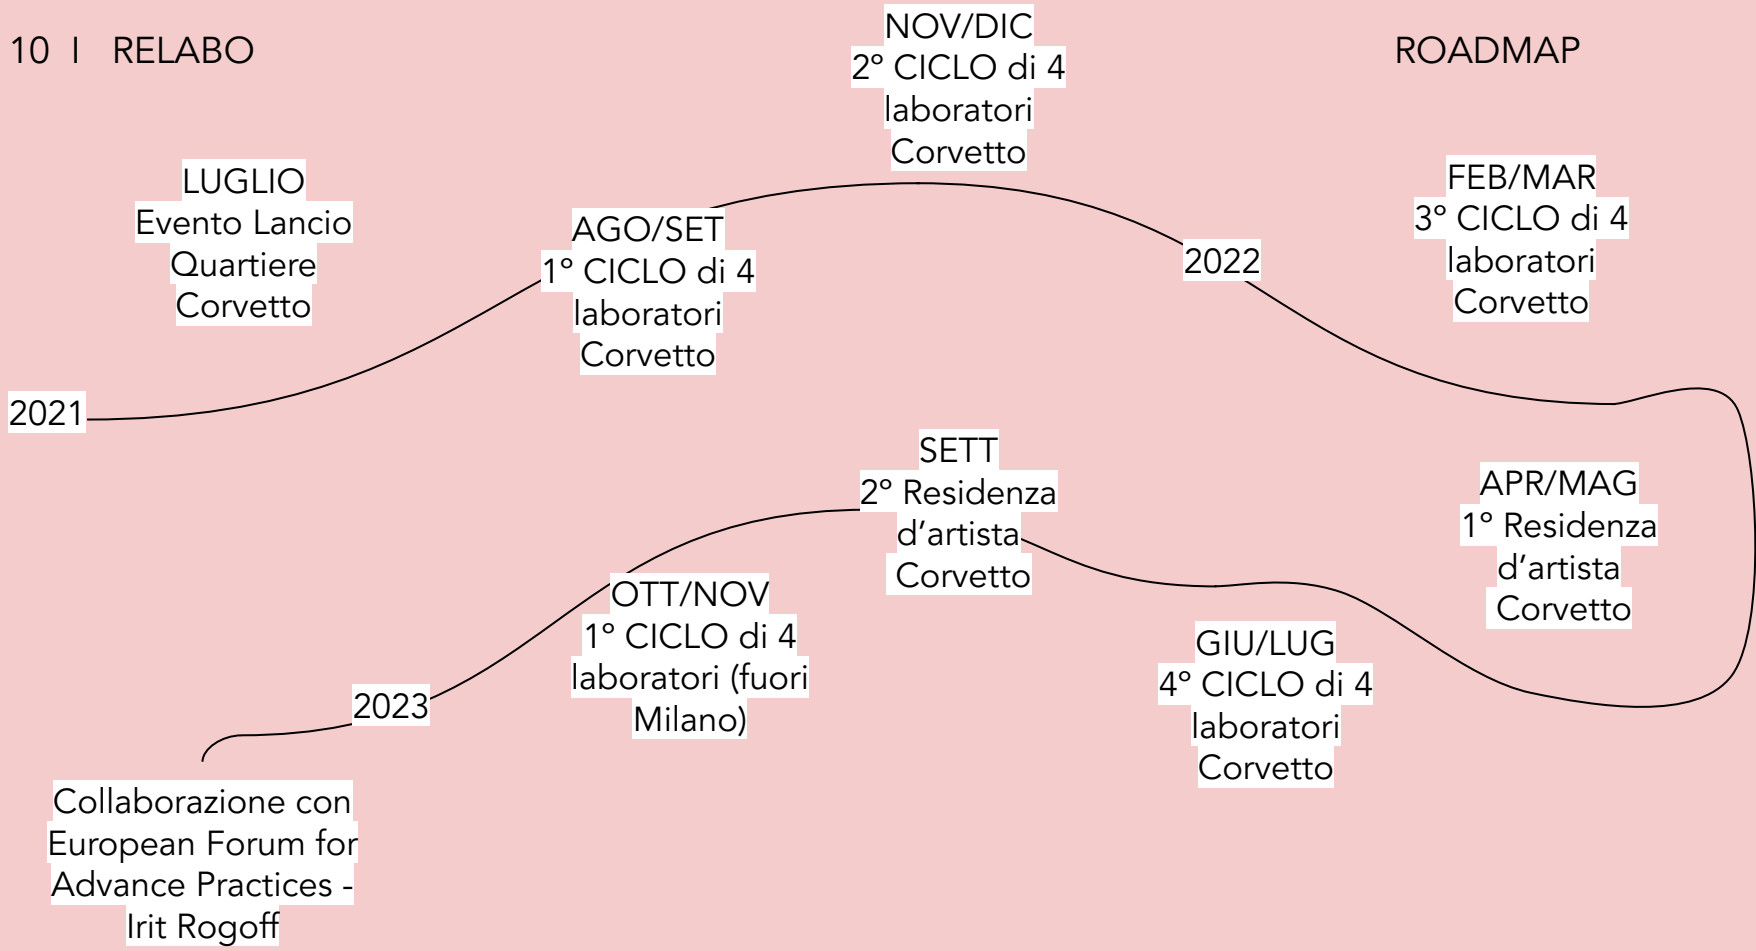 10 I RELABO
ROADMAP
2021
LUGLIO
Evento Lancio
Quartiere
Corvetto
AGO/SET
1° CICLO di 4
laboratori
Corvetto
NOV/DIC
2° CICLO di 4
laboratori
Corvetto
2022
FEB/MAR
3° CICLO di 4
laboratori
Corvetto
APR/MAG
1° Residenza
d’artista
Corvetto
GIU/LUG
4° CICLO di 4
laboratori
Corvetto
SETT
2° Residenza
d’artista
Corvetto
OTT/NOV
1° CICLO di 4
laboratori (fuori
Milano)
2023
Collaborazione con
European Forum for
Advance Practices -
Irit Rogoff